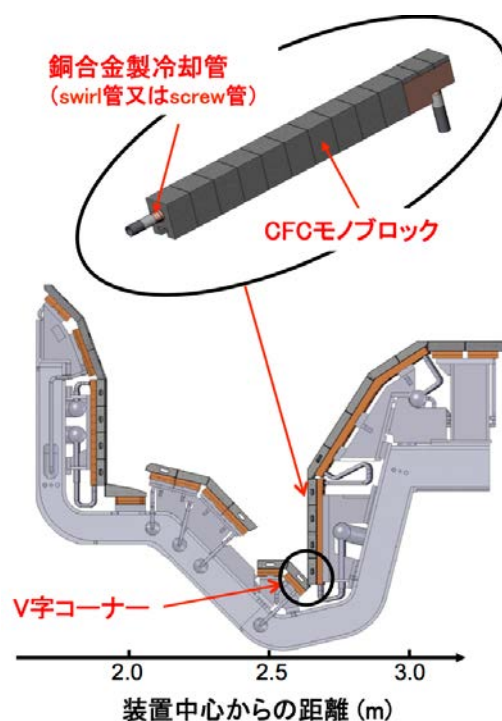 銅合金製冷却管
（swirl管又はscrew管）
CFCモノブロック
V字コーナー
2.0
2.5
3.0
装置中心からの距離（m）